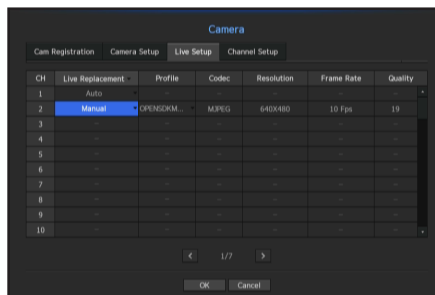 Camera
Cam Registration Camera Setup Live Setup Channel Setup
CH Live Replacement Profile Codec Resolution Frame Rate Quality
1 Auto -- -- -- -- --
2 Manual OPENSDKM... MJPEG 640X480 10 Fps 19
3 -- -- -- -- -- --
4 -- -- -- -- -- --
5 -- -- -- -- -- --
6 -- -- -- -- -- --
7 -- -- -- -- -- --
8 -- -- -- -- -- --
9 -- -- -- -- -- --
10 -- -- -- -- -- --
< 1/7 >
OK Cancel